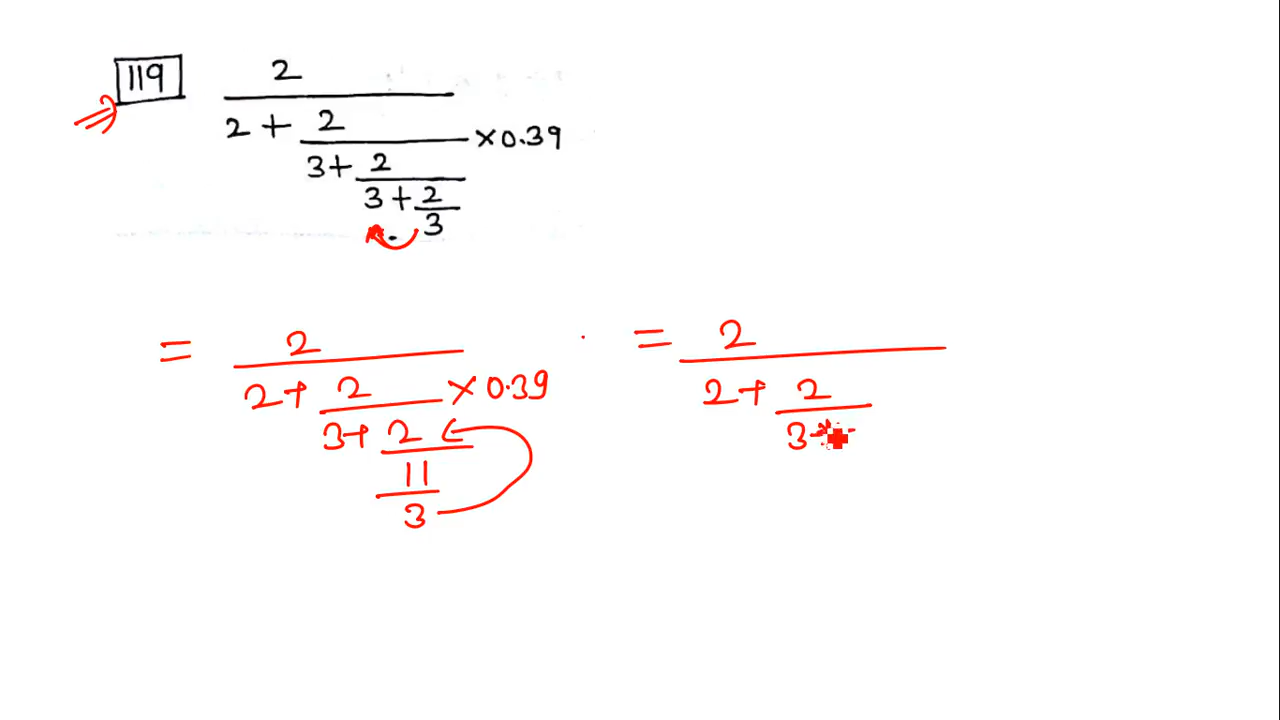 119
2
2 + 2
×0.39
3+ 2
3 + 2
3
= 2
2+ 2 × 0.39
3+ 2
11
3
= 2
2 + 2
3+